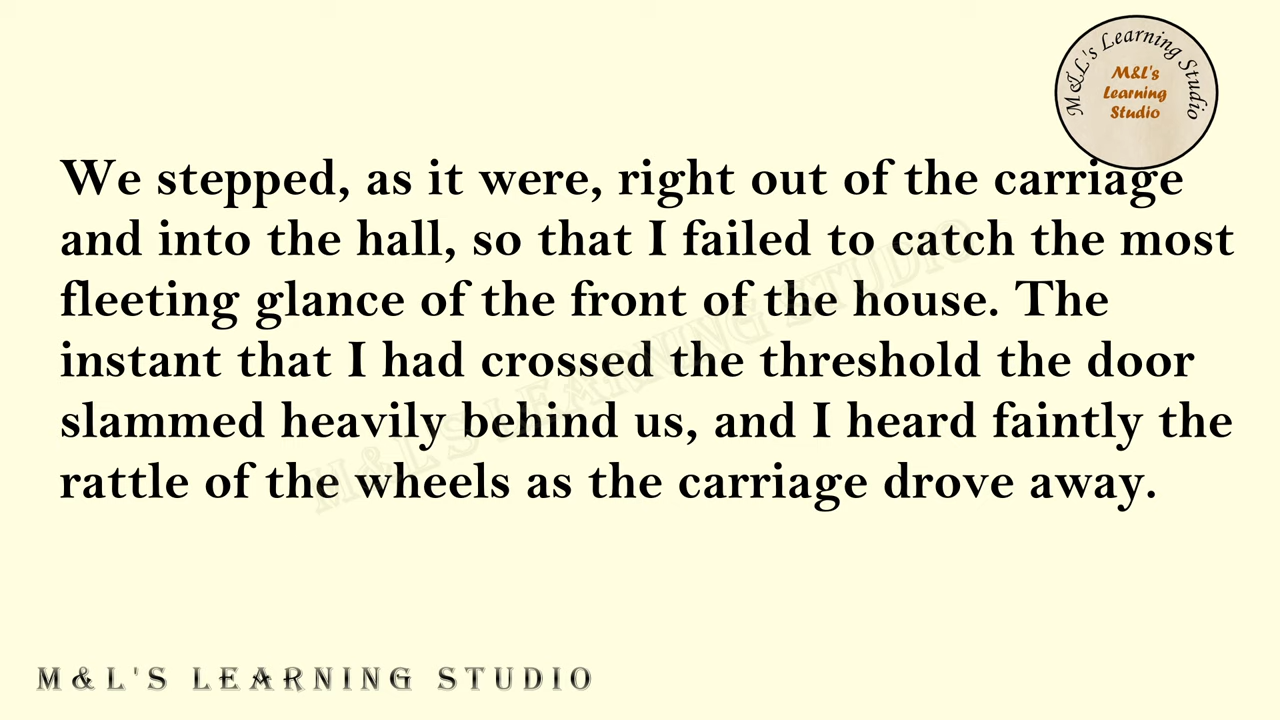 M&L's Learning Studio
M&L's
Learning
Studio
We stepped, as it were, right out of the carriage
and into the hall, so that I failed to catch the most
fleeting glance of the front of the house. The
instant that I had crossed the threshold the door
slammed heavily behind us, and I heard faintly the
rattle of the wheels as the carriage drove away.
M&L'S LEARNING STUDIO
M&L'S LEARNING STUDIO